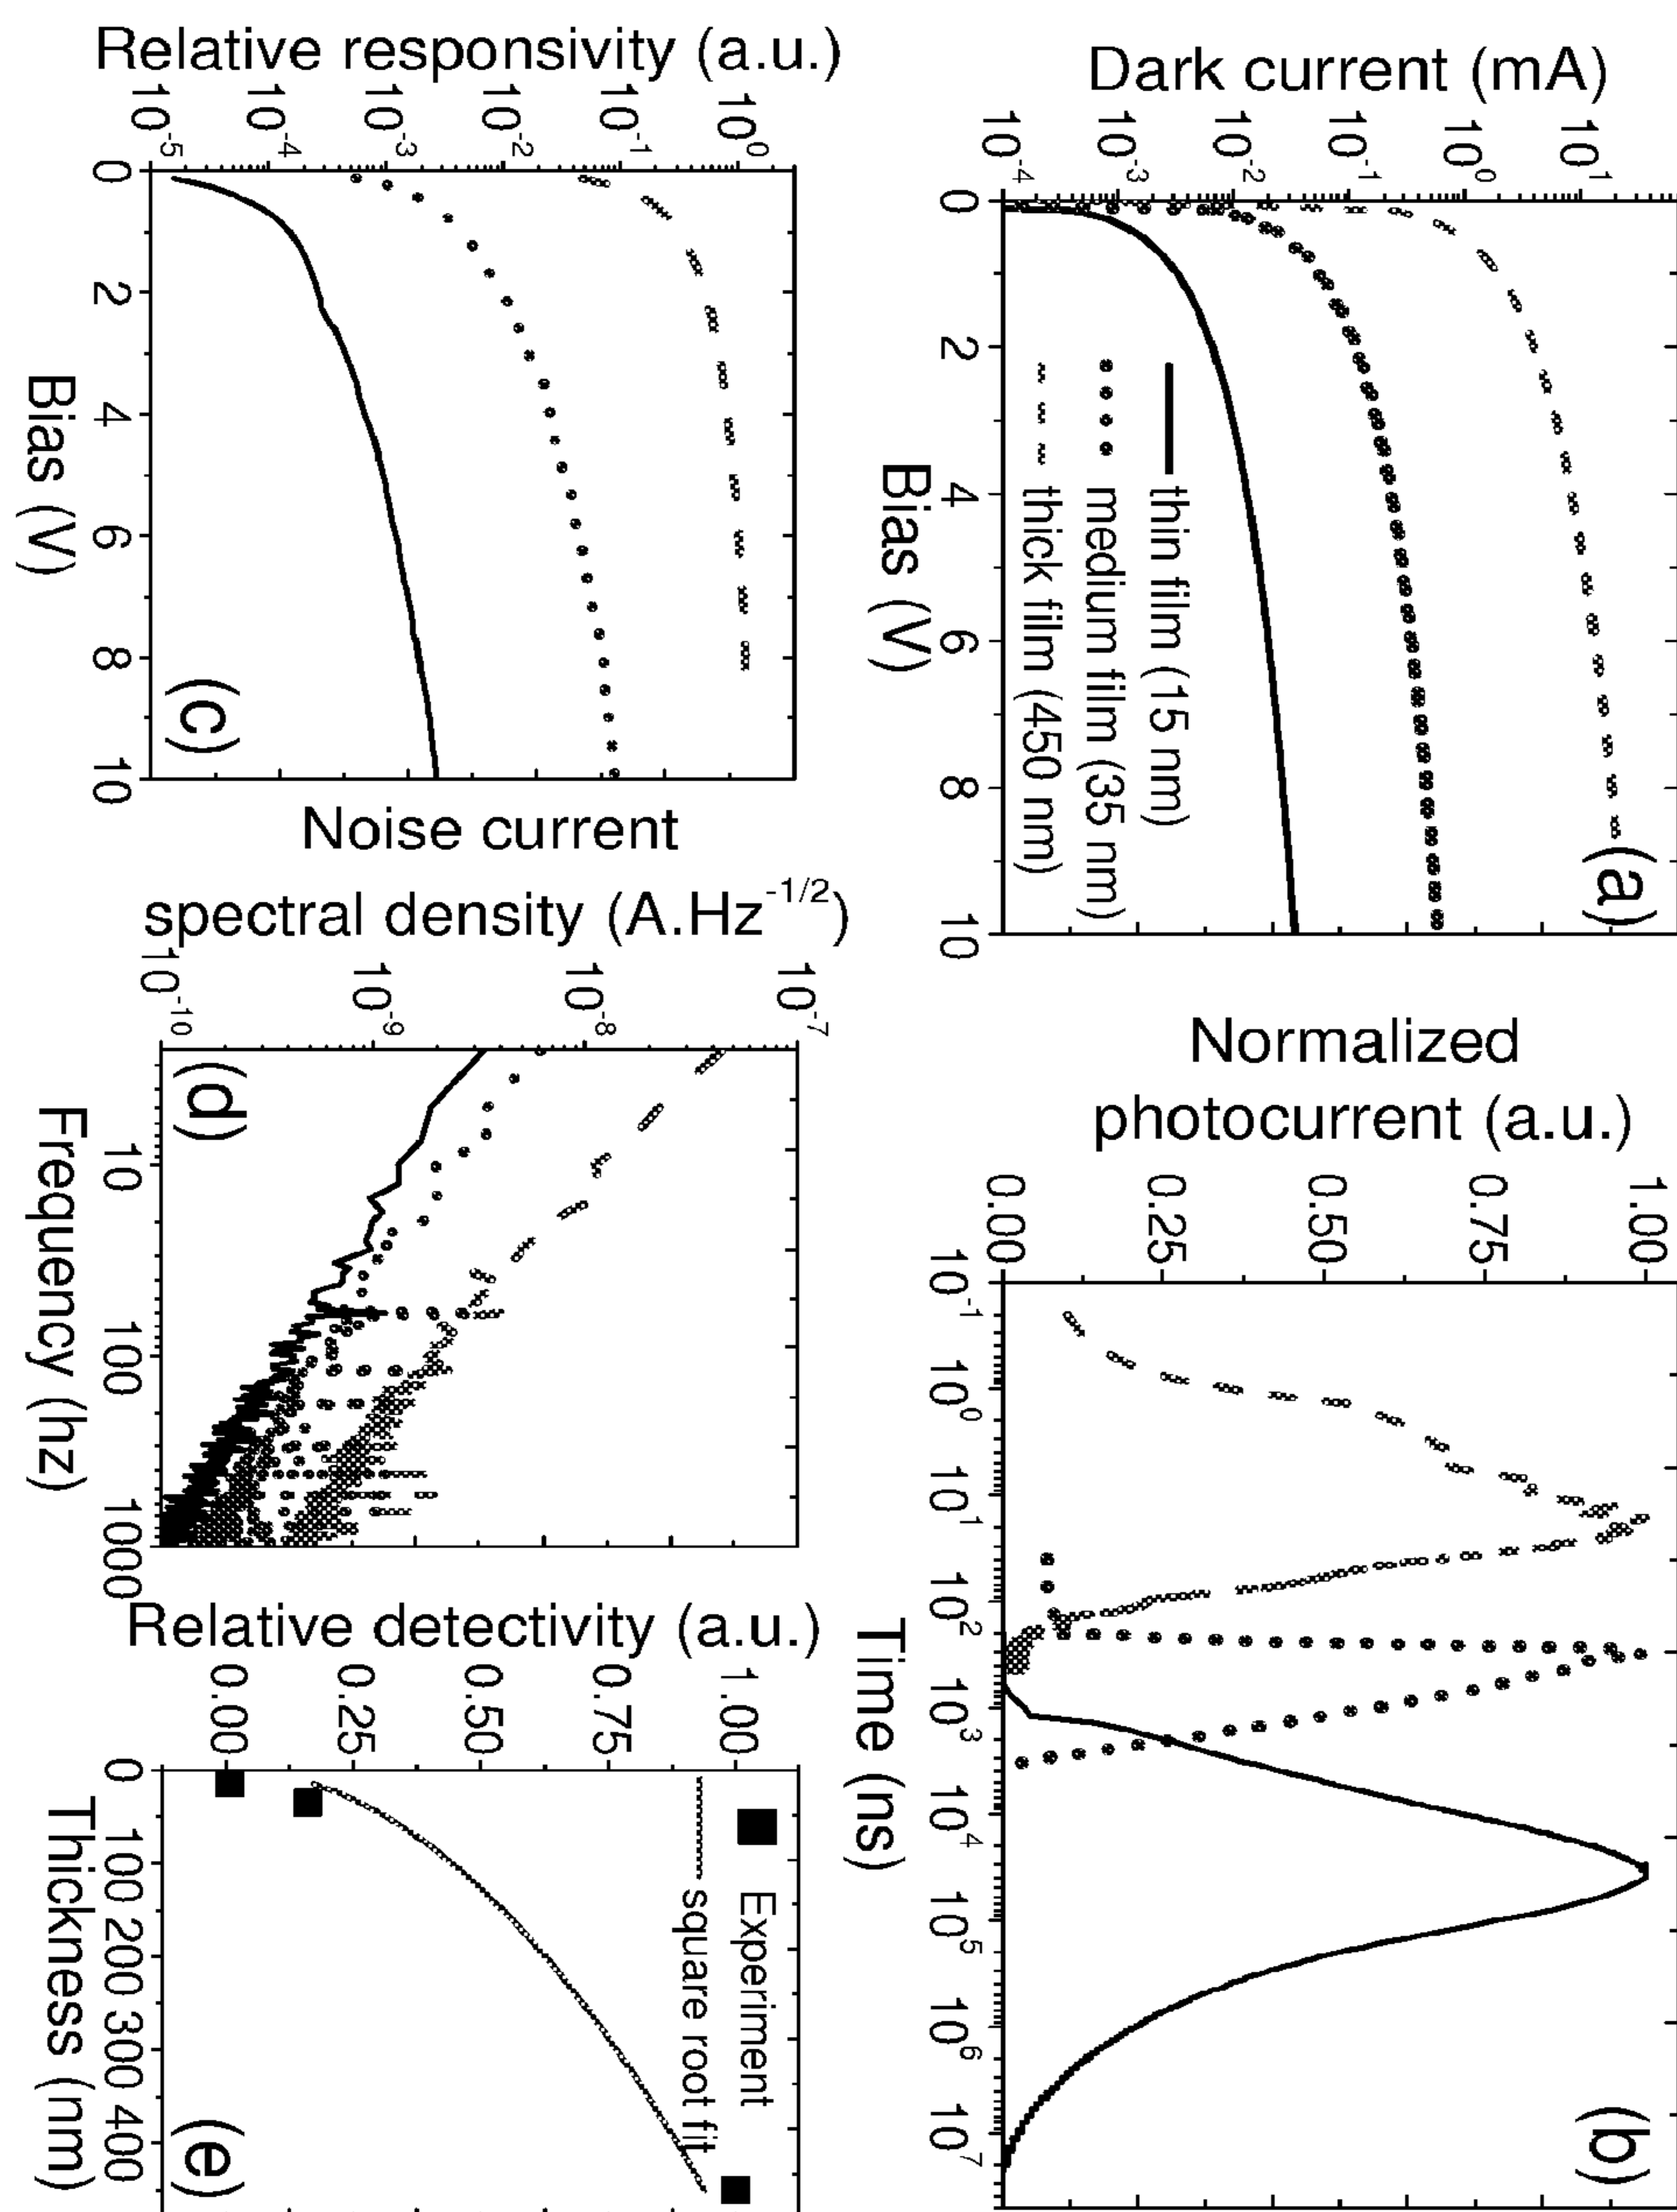 Dark current (mA)
10^1
10^0
10^-1
10^-2
10^-3
10^-4
0
2
4
6
8
10
Bias (V)
thin film (15 nm)
medium film (35 nm)
thick film (450 nm)
(a)
Normalized
photocurrent (a.u.)
1.00
0.75
0.50
0.25
0.00
10^-1
10^0
10^1
10^2
10^3
10^4
10^5
10^6
10^7
Time (ns)
(b)
Relative responsivity (a.u.)
10^0
10^-1
10^-2
10^-3
10^-4
10^-5
0
2
4
6
8
10
Bias (V)
(c)
Noise current
spectral density (A.Hz^-1/2)
10^-7
10^-8
10^-9
10^-10
10
100
1000
Frequency (hz)
(d)
Relative detectivity (a.u.)
1.00
0.75
0.50
0.25
0.00
0
100
200
300
400
Thickness (nm)
Experiment
square root fit
(e)